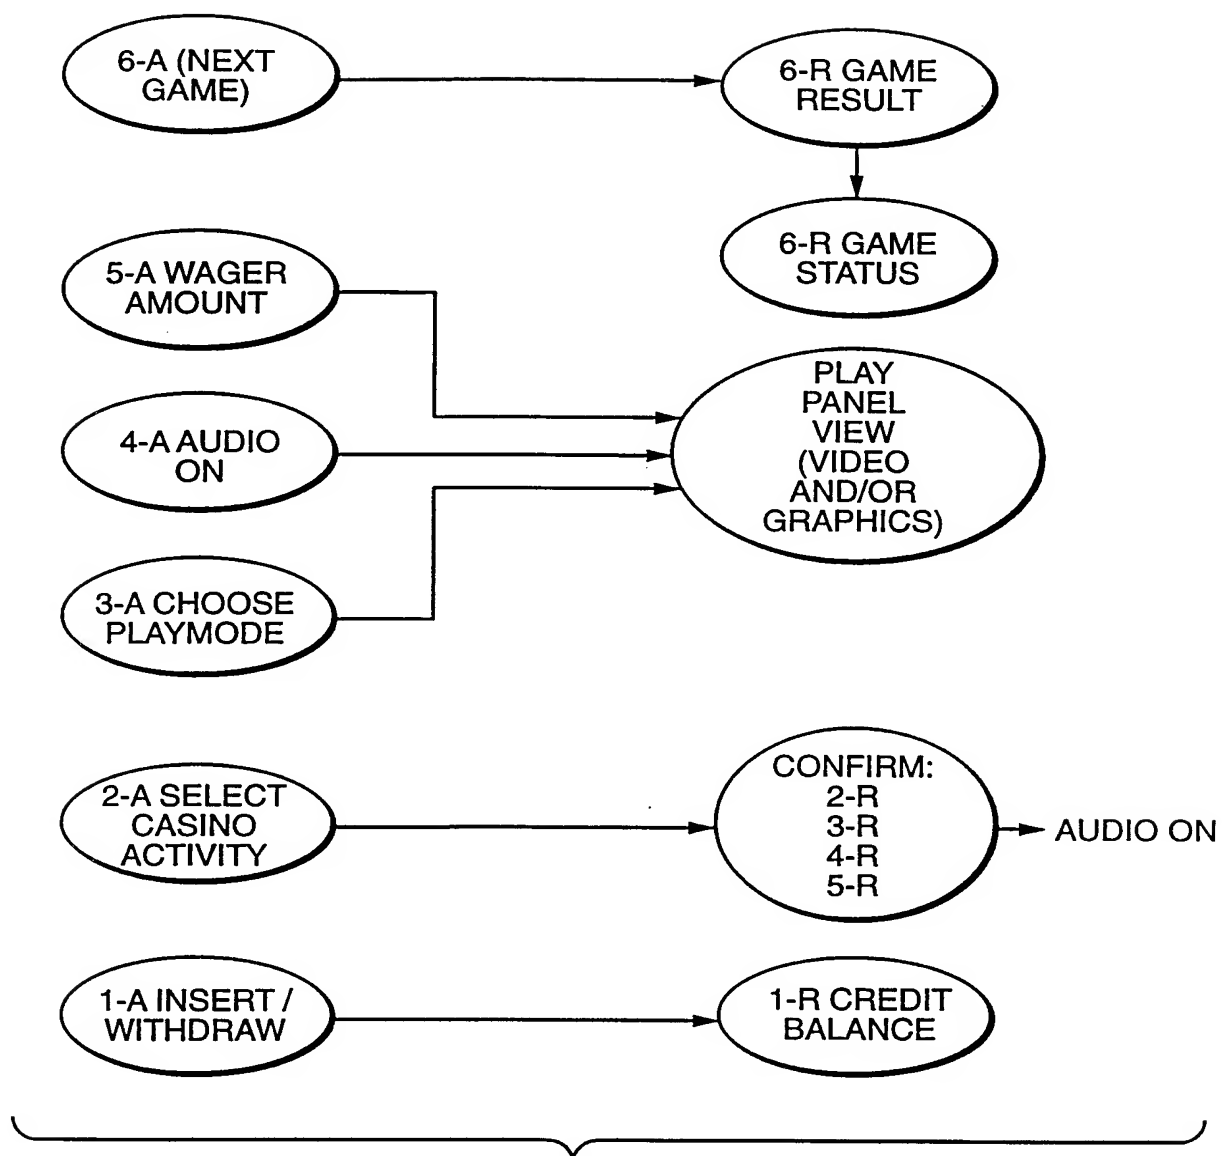 6-A (NEXT
GAME)
6-R GAME
RESULT
6-R GAME
STATUS
5-A WAGER
AMOUNT
PLAY
PANEL
VIEW
(VIDEO
AND/OR
GRAPHICS)
4-A AUDIO
ON
3-A CHOOSE
PLAYMODE
2-A SELECT
CASINO
ACTIVITY
CONFIRM:
2-R
3-R
4-R
5-R
AUDIO ON
1-A INSERT /
WITHDRAW
1-R CREDIT
BALANCE